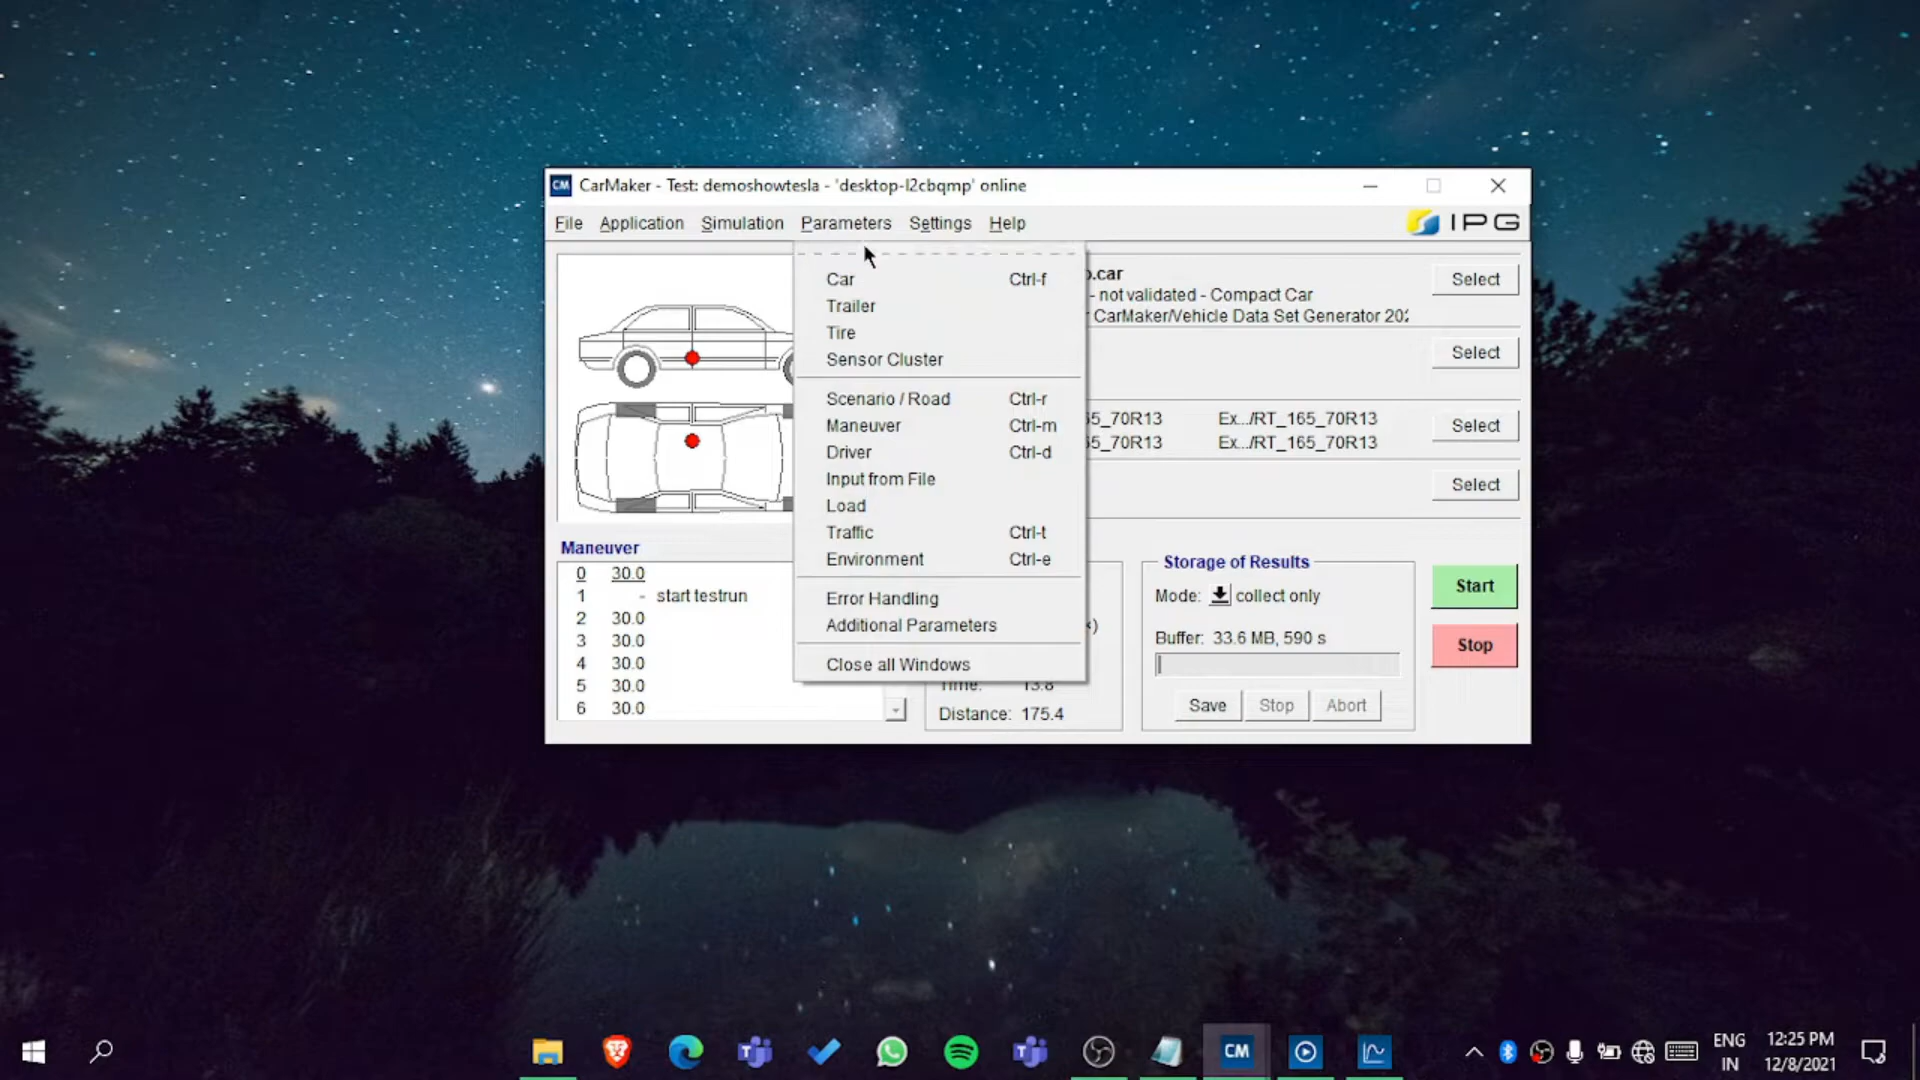 CM CarMaker - Test: demoshowtesla - 'desktop-l2cbqmp' online
File Application Simulation Parameters Settings Help
IPG
Car Ctrl-f
Trailer
Tire
Sensor Cluster
Scenario / Road Ctrl-r
Maneuver Ctrl-m
Driver Ctrl-d
Input from File
Load
Traffic Ctrl-t
Environment Ctrl-e
Error Handling
Additional Parameters
Close all Windows
.car
- not validated - Compact Car
CarMaker/Vehicle Data Set Generator 202
Select
Select
5_70R13 Ex.../RT_165_70R13
5_70R13 Ex.../RT_165_70R13
Select
Select
Maneuver
0 30.0
1 - start testrun
2 30.0
3 30.0
4 30.0
5 30.0
6 30.0
Time: 13.8
Distance: 175.4
Storage of Results
Mode: collect only
Buffer: 33.6 MB, 590 s
Save Stop Abort
Start
Stop
CM
ENG
IN
12:25 PM
12/8/2021